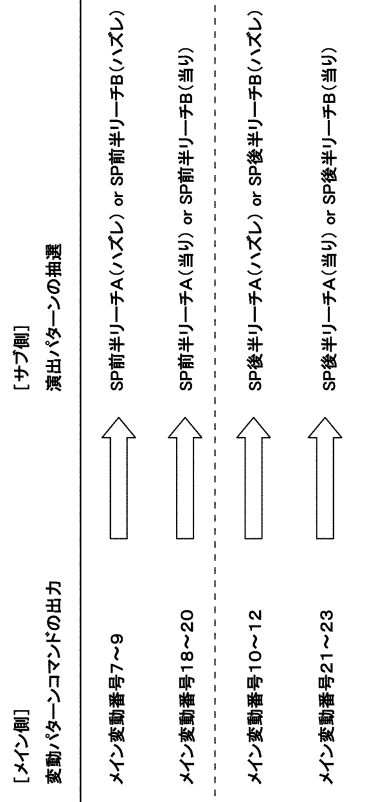 [メイン側]
変動パターンコマンドの出力
[サブ側]
演出パターンの抽選
メイン変動番号7～9
SP前半リーチA(ハズレ) or SP前半リーチB(ハズレ)
メイン変動番号18～20
SP前半リーチA(当り) or SP前半リーチB(当り)
メイン変動番号10～12
SP後半リーチA(ハズレ) or SP後半リーチB(ハズレ)
メイン変動番号21～23
SP後半リーチA(当り) or SP後半リーチB(当り)